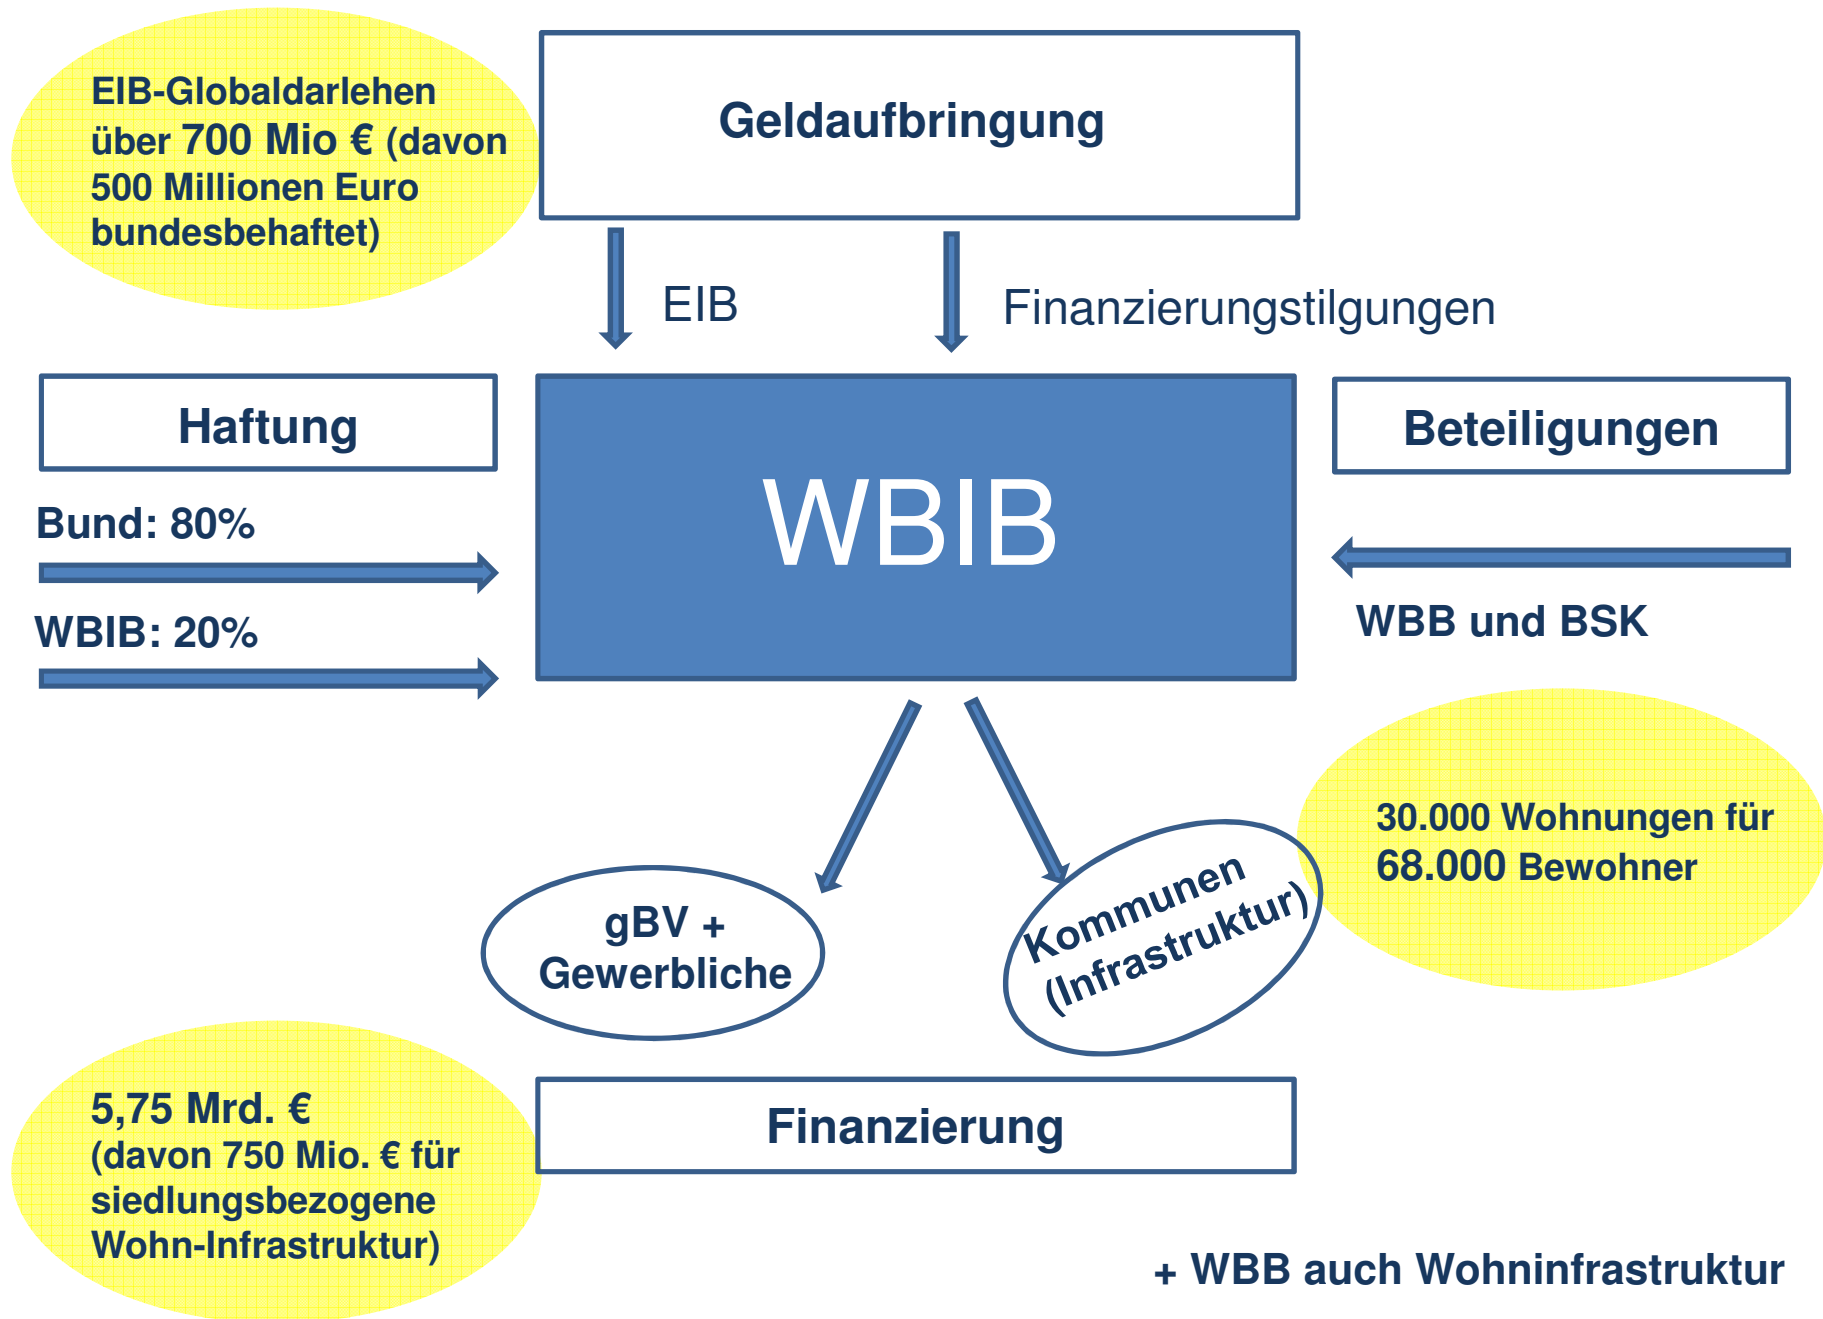 EIB-Globaldarlehen
über 700 Mio € (davon
500 Millionen Euro
bundesbehaftet)
Geldaufbringung
EIB
Finanzierungstilgungen
Haftung
Bund: 80%
WBIB: 20%
WBIB
Beteiligungen
WBB und BSK
30.000 Wohnungen für
68.000 Bewohner
gBV +
Gewerbliche
Kommunen
(Infrastruktur)
5,75 Mrd. €
(davon 750 Mio. € für
siedlungsbezogene
Wohn-Infrastruktur)
Finanzierung
+ WBB auch Wohninfrastruktur